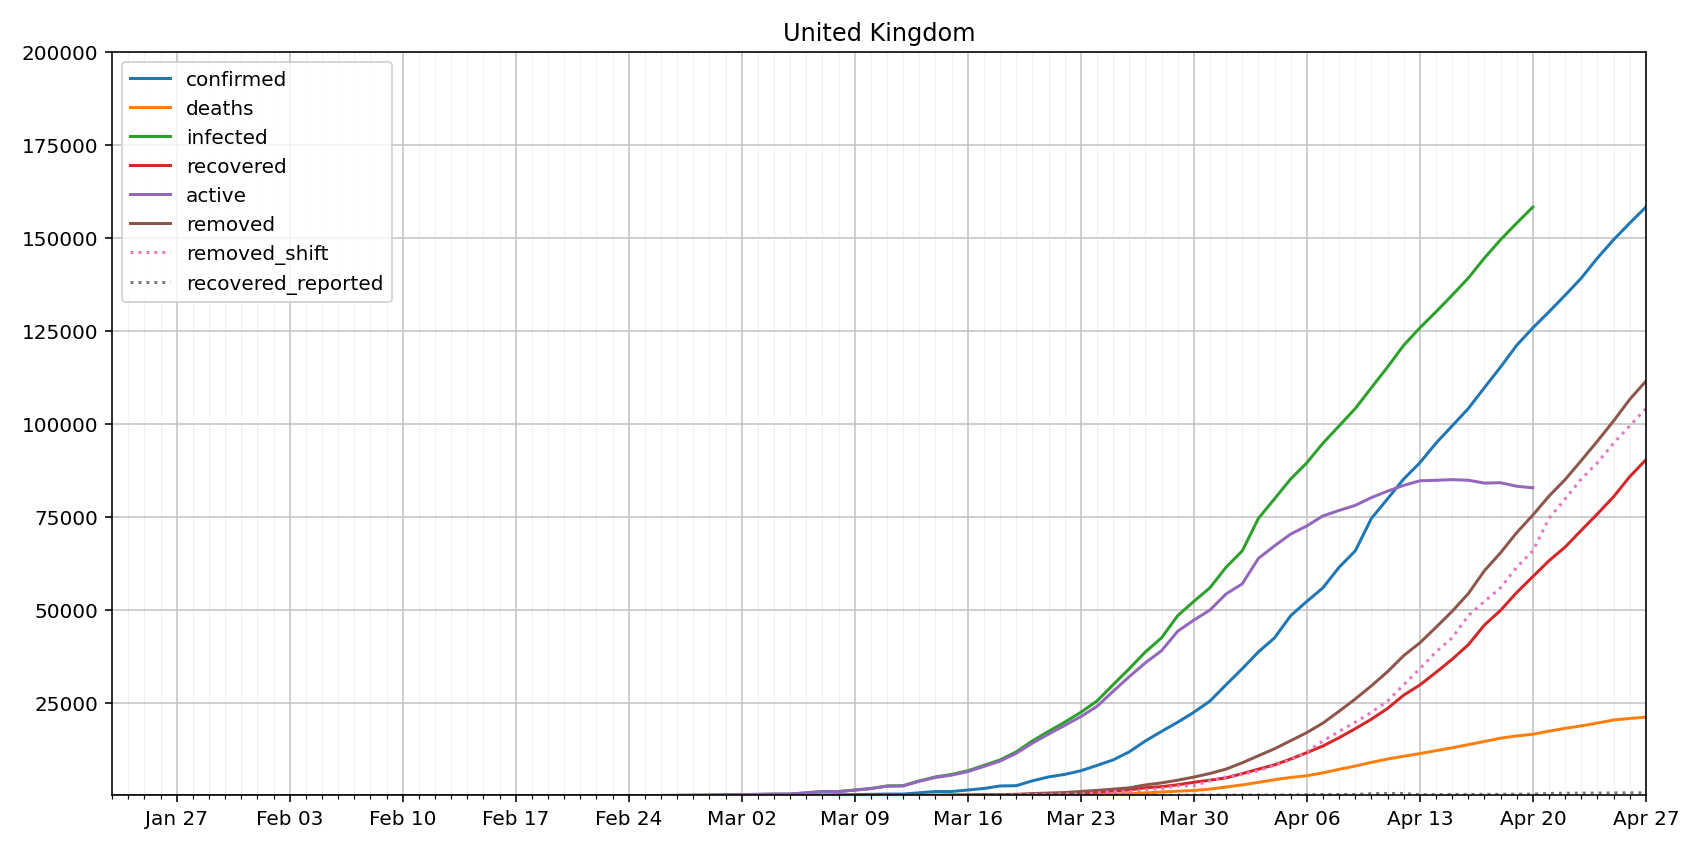 United Kingdom
200000
175000
150000
125000
100000
75000
50000
25000
confirmed
deaths
infected
recovered
active
removed
removed_shift
recovered_reported
Jan 27 Feb 03 Feb 10 Feb 17 Feb 24 Mar 02 Mar 09 Mar 16 Mar 23 Mar 30 Apr 06 Apr 13 Apr 20 Apr 27